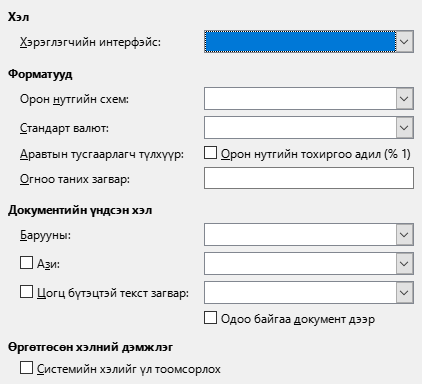 Хэл
Хэрэглэгчийн интерфэйс:
Форматууд
Орон нутгийн схем:
Стандарт валют:
Аравтын тусгаарлагч түлхүүр: Орон нутгийн тохиргоо адил (% 1)
Огноо таних загвар:
Документийн үндсэн хэл
Барууны:
Ази:
Цогц бүтэцтэй текст загвар:
Одоо байгаа документ дээр
Өргөтгөсөн хэлний дэмжлэг
Системийн хэлийг үл тоомсорлох